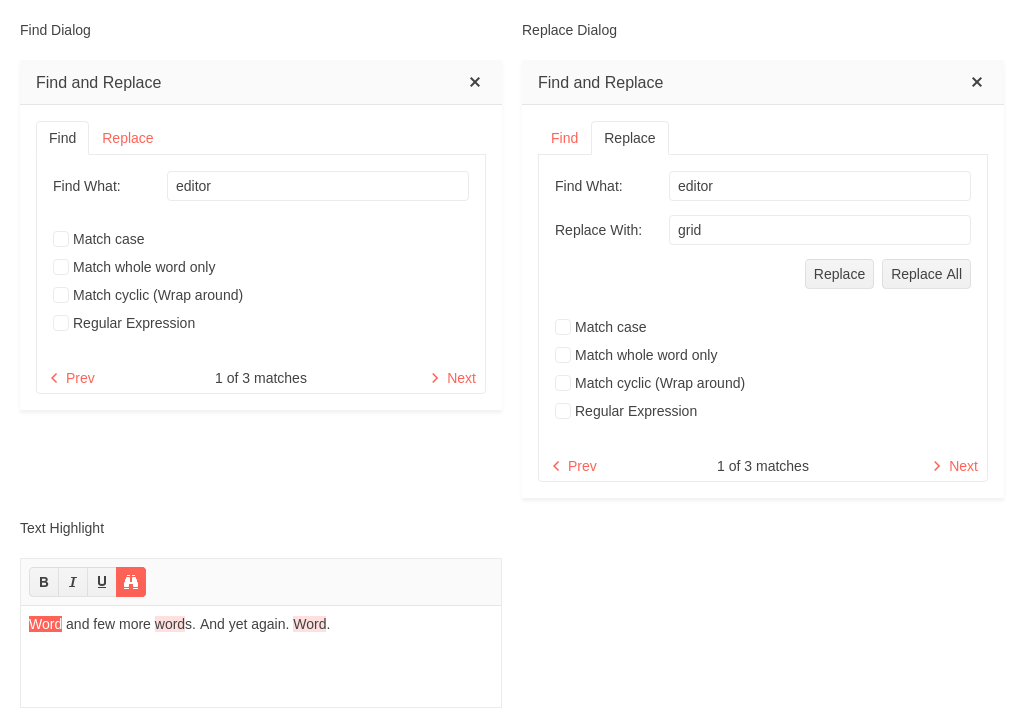 Find Dialog
Find and Replace
Find Replace
Find What: editor
Match case
Match whole word only
Match cyclic (Wrap around)
Regular Expression
Prev 1 of 3 matches Next
Replace Dialog
Find and Replace
Find Replace
Find What: editor
Replace With: grid
Replace Replace All
Match case
Match whole word only
Match cyclic (Wrap around)
Regular Expression
Prev 1 of 3 matches Next
Text Highlight
B I U
Word and few more words. And yet again. Word.